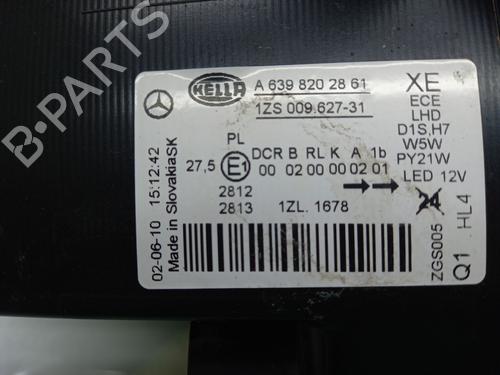 HELLA
A 639 820 28 61
1ZS 009.627-31
XE
ECE
LHD
D1S,H7
W5W
PY21W
LED 12V
PL
DCR B RL K A 1b
27,5 E1 00 02 00 00 02 01
2812
2813
1ZL. 1678
24
02-06-10 15:12:42
Made in SlovakiaSK
ZGS005
Q1 HL4